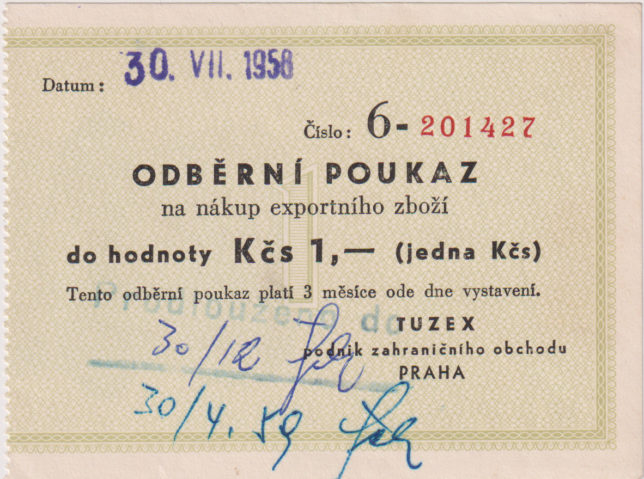 Datum: 30. VII. 1958
Číslo: 6-201427
ODBĚRNÍ POUKAZ
na nákup exportního zboží
do hodnoty Kčs 1,— (jedna Kčs)
Tento odběrní poukaz platí 3 měsíce ode dne vystavení.
Prodlouženo do
TUZEX
30/12
podnik zahraničního obchodu
PRAHA
30/4. 59